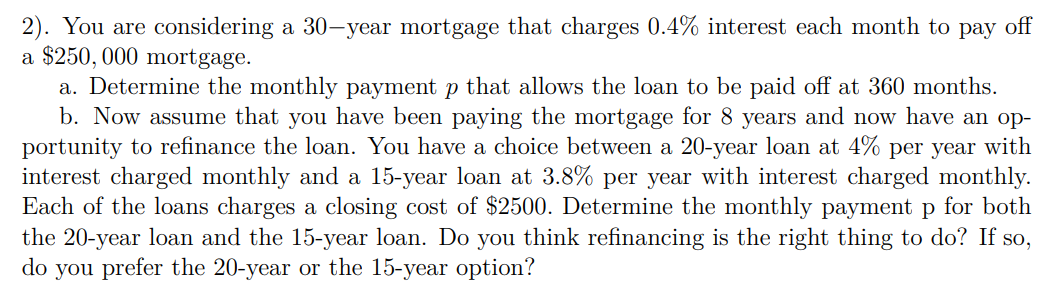 2). You are considering a 30−year mortgage that charges 0.4% interest each month to pay off
a $250, 000 mortgage.
a. Determine the monthly payment p that allows the loan to be paid off at 360 months.
b. Now assume that you have been paying the mortgage for 8 years and now have an op-
portunity to refinance the loan. You have a choice between a 20-year loan at 4% per year with
interest charged monthly and a 15-year loan at 3.8% per year with interest charged monthly.
Each of the loans charges a closing cost of $2500. Determine the monthly payment p for both
the 20-year loan and the 15-year loan. Do you think refinancing is the right thing to do? If so,
do you prefer the 20-year or the 15-year option?